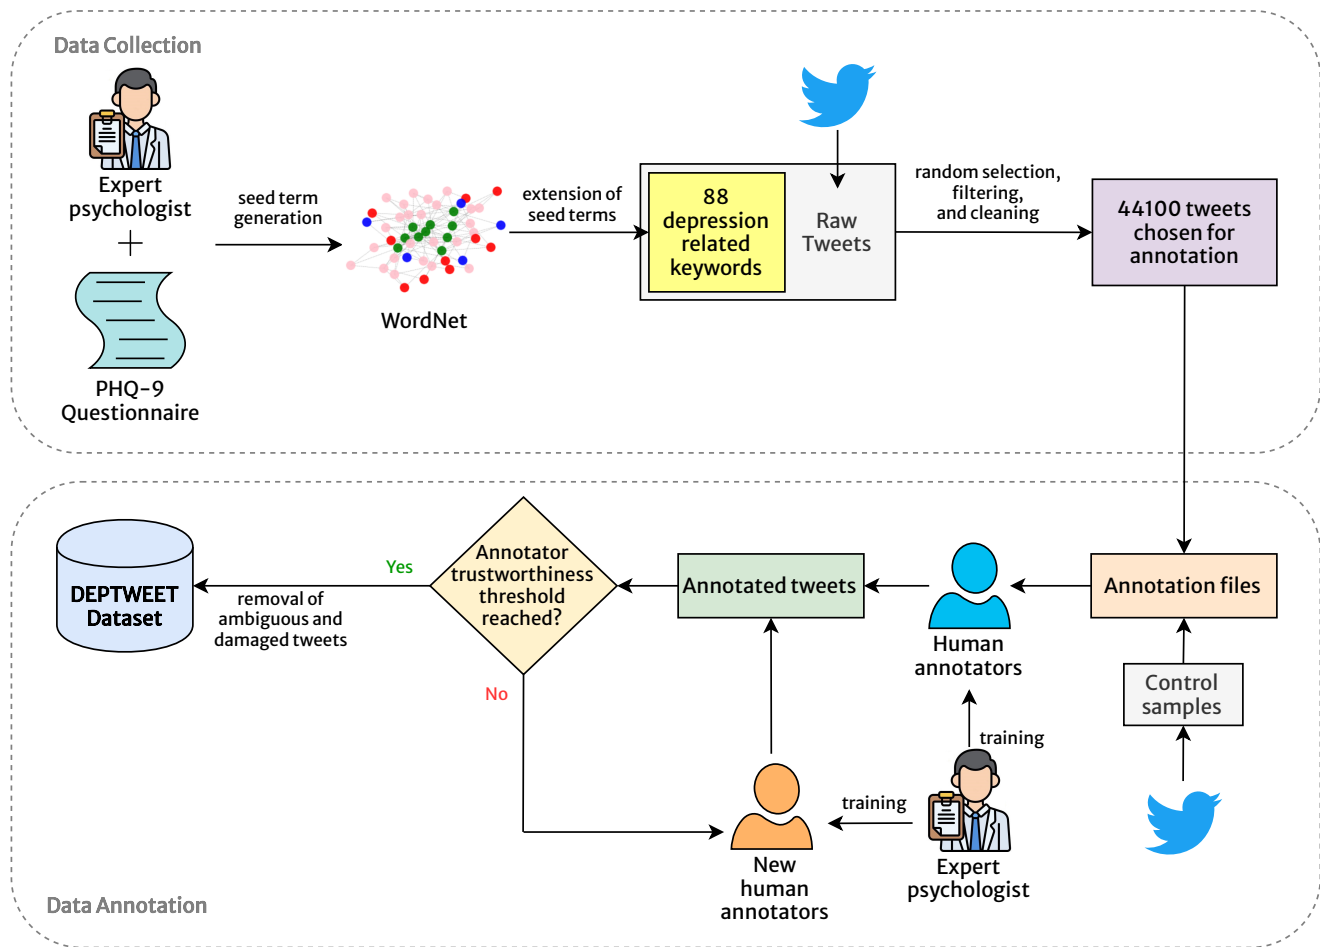 Data Collection
Expert
psychologist
PHQ-9
Questionnaire
seed term
generation
WordNet
extension of
seed terms
88
depression
related
keywords
Raw
Tweets
random selection,
filtering,
and cleaning
44100 tweets
chosen for
annotation
Annotation files
Control
samples
Human
annotators
training
Expert
psychologist
training
New
human
annotators
Annotated tweets
Annotator
trustworthiness
threshold
reached?
Yes
No
removal of
ambiguous and
damaged tweets
DEPTWEET
Dataset
Data Annotation